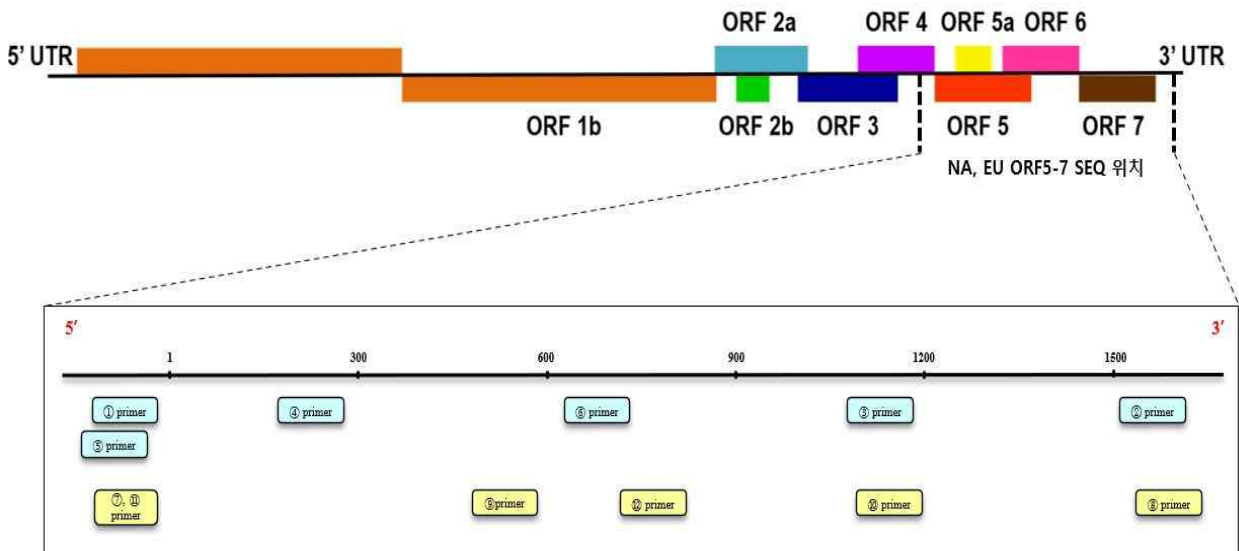 ORF 2a
ORF 4
ORF 5a
ORF 6
5’ UTR
3’ UTR
ORF 1b
ORF 2b
ORF 3
ORF 5
ORF 7
NA, EU ORF5-7 SEQ 위치
5′
3′
1
300
600
900
1200
1500
① primer
④ primer
⑥ primer
③ primer
② primer
⑤ primer
⑦, ⑪
primer
⑨primer
⑫ primer
⑩ primer
⑧ primer